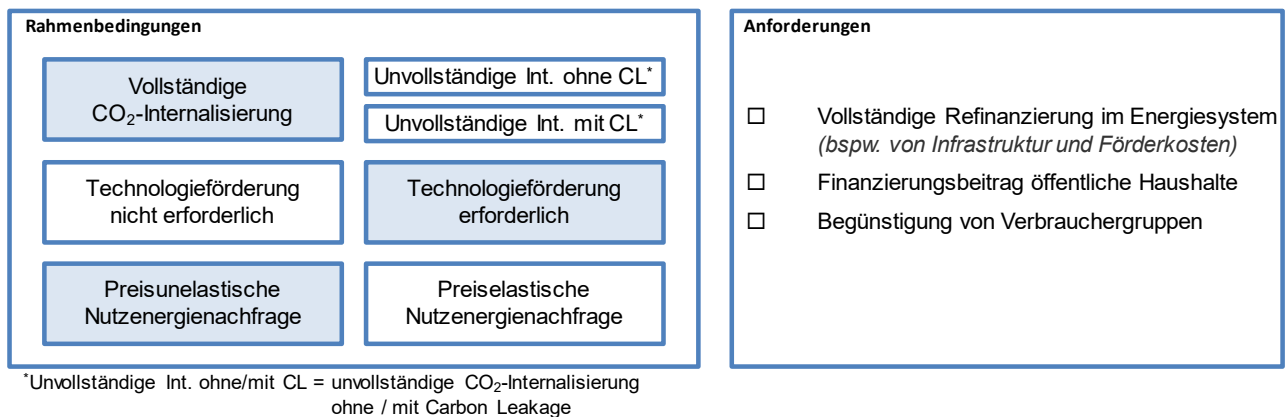 Rahmenbedingungen
Vollständige
CO₂-Internalisierung
Unvollständige Int. ohne CL*
Unvollständige Int. mit CL*
Technologieförderung
nicht erforderlich
Technologieförderung
erforderlich
Preisunelastische
Nutzenergienachfrage
Preiselastische
Nutzenergienachfrage
*Unvollständige Int. ohne/mit CL = unvollständige CO₂-Internalisierung
ohne / mit Carbon Leakage
Anforderungen
☐ Vollständige Refinanzierung im Energiesystem
(bspw. von Infrastruktur und Förderkosten)
☐ Finanzierungsbeitrag öffentliche Haushalte
☐ Begünstigung von Verbrauchergruppen